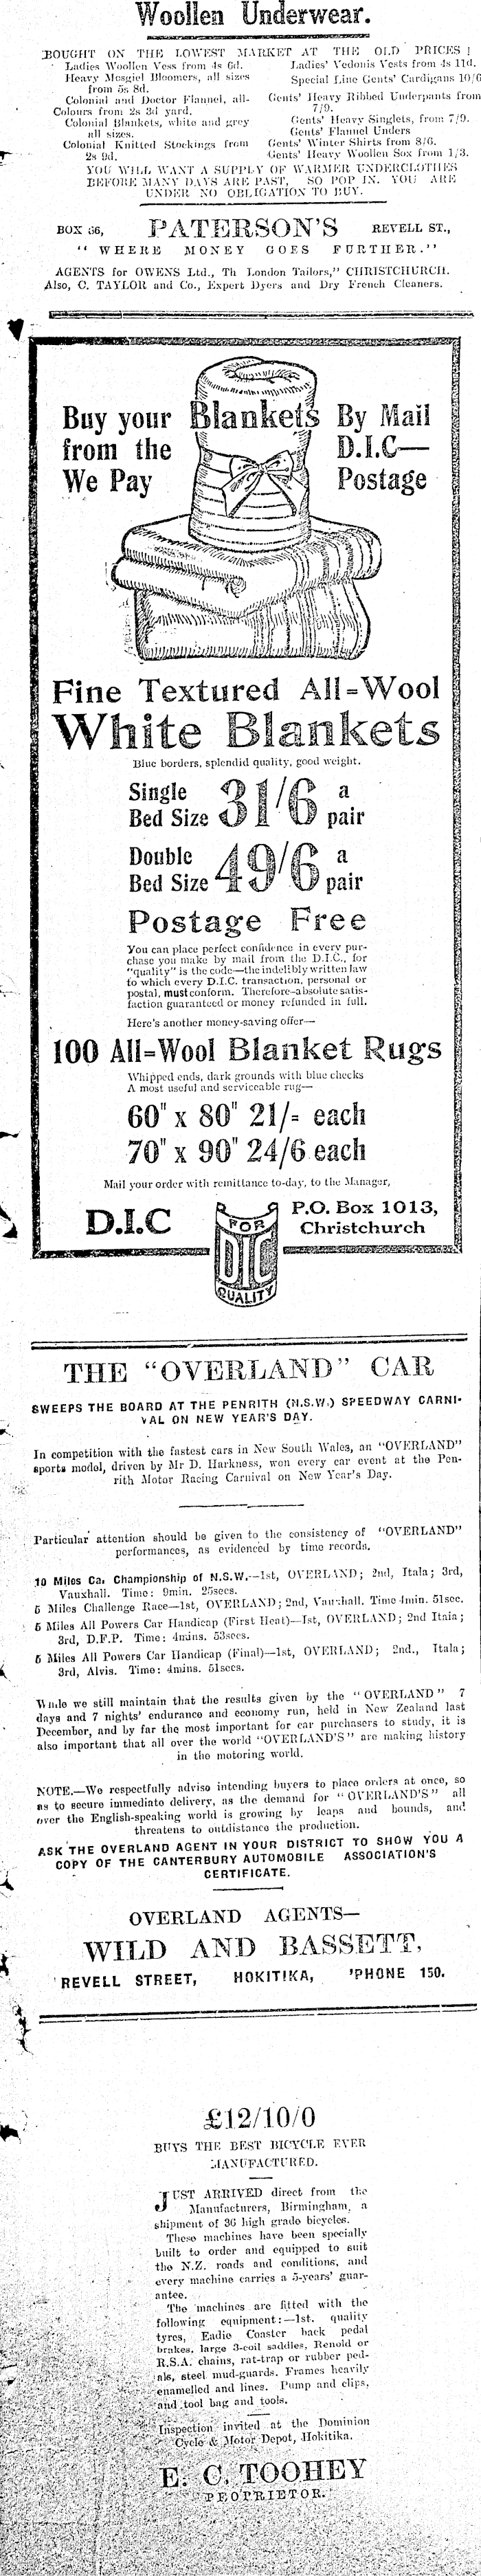 Woollen Underwear.
BOUGHT ON THE LOWEST MARKET AT THE OLD PRICES !
Ladies Woollen Vess from 4s 6d.
Heavy Mosgiel Bloomers, all sizes
from 5s 8d.
Colonial and Doctor Flannel, all-
Colours from 2s 3d yard.
Colonial Blankets, white and grey
all sizes.
Colonial Knitted Stockings from
2s 9d.
Ladies' Vedonis Vests from 4s 11d.
Special Line Gents' Cardigans 10/6
Gents' Heavy Ribbed Underpants from
7/9.
Gents' Heavy Singlets, from 7/9.
Gents' Flannel Unders
Gents' Winter Shirts from 8/6.
Gents' Heavy Woollen Sox from 1/3.
YOU WILL WANT A SUPPLY OF WARMER UNDERCLOTHES
BEFORE MANY DAYS ARE PAST, SO POP IN. YOU ARE
UNDER NO OBLIGATION TO BUY.
BOX 66, PATERSON'S REVELL ST.,
" WHERE MONEY GOES FURTHER."
AGENTS for OWENS Ltd., Th London Tailors," CHRISTCHURCH.
Also, C. TAYLOR and Co., Expert Dyers and Dry French Cleaners.
Buy your Blankets By Mail
from the D.I.C—
We Pay Postage
Fine Textured All=Wool
White Blankets
Blue borders, splendid quality, good weight.
Single Bed Size 31/6 a pair
Double Bed Size 49/6 a pair
Postage Free
You can place perfect confidence in every pur-
chase you make by mail from the D.I.C., for
"quality" is the code—the indelibly written law
to which every D.I.C. transaction, personal or
postal, must conform. Therefore—absolute satis-
faction guaranteed or money refunded in full.
Here's another money-saving offer—
100 All=Wool Blanket Rugs
Whipped ends, dark grounds with blue checks
A most useful and serviceable rug—
60" x 80" 21/= each
70" x 90" 24/6 each
Mail your order with remittance to-day, to the Manager,
D.I.C
FOR
DIC
QUALITY
P.O. Box 1013,
Christchurch
THE "OVERLAND" CAR
SWEEPS THE BOARD AT THE PENRITH (N.S.W.) SPEEDWAY CARNI-
VAL ON NEW YEAR'S DAY.
In competition with the fastest cars in New South Wales, an "OVERLAND"
sports model, driven by Mr D. Harkness, won every car event at the Pen-
rith Motor Racing Carnival on New Year's Day.
Particular attention should be given to the consistency of "OVERLAND"
performances, as evidenced by time records.
10 Miles Ca. Championship of N.S.W.—1st, OVERLAND; 2nd, Itala; 3rd,
Vauxhall. Time: 9min. 25secs.
5 Miles Challenge Race—1st, OVERLAND; 2nd, Vauxhall. Time 4min. 51sec.
5 Miles All Powers Car Handicap (First Heat)—1st, OVERLAND; 2nd Itala;
3rd, D.F.P. Time: 4mins. 53secs.
5 Miles All Powers Car Handicap (Final)—1st, OVERLAND; 2nd., Itala;
3rd, Alvis. Time: 4mins. 51secs.
While we still maintain that the results given by the "OVERLAND" 7
days and 7 nights' endurance and economy run, held in New Zealand last
December, and by far the most important for car purchasers to study, it is
also important that all over the world "OVERLAND'S" are making history
in the motoring world.
NOTE.—We respectfully advise intending buyers to place orders at once, so
as to secure immediate delivery, as the demand for "OVERLAND'S" all
over the English-speaking world is growing by leaps and bounds, and
threatens to outdistance the production.
ASK THE OVERLAND AGENT IN YOUR DISTRICT TO SHOW YOU A
COPY OF THE CANTERBURY AUTOMOBILE ASSOCIATION'S
CERTIFICATE.
OVERLAND AGENTS—
WILD AND BASSETT,
REVELL STREET, HOKITIKA, 'PHONE 150.
£12/10/0
BUYS THE BEST BICYCLE EVER
MANUFACTURED.
JUST ARRIVED direct from the
Manufacturers, Birmingham, a
shipment of 36 high grade bicycles.
These machines have been specially
built to order and equipped to suit
the N.Z. roads and conditions, and
every machine carries a 5-years' guar-
antee.
The machines are fitted with the
following equipment:—1st. quality
tyres, Eadie Coaster back pedal
brakes, large 3-coil saddles, Renold or
R.S.A. chains, rat-trap or rubber ped-
als, steel mud-guards. Frames heavily
enamelled and lines. Pump and clips,
and tool bag and tools.
Inspection invited at the Dominion
Cycle & Motor Depot, Hokitika.
E. C. TOOHEY
PROPRIETOR.